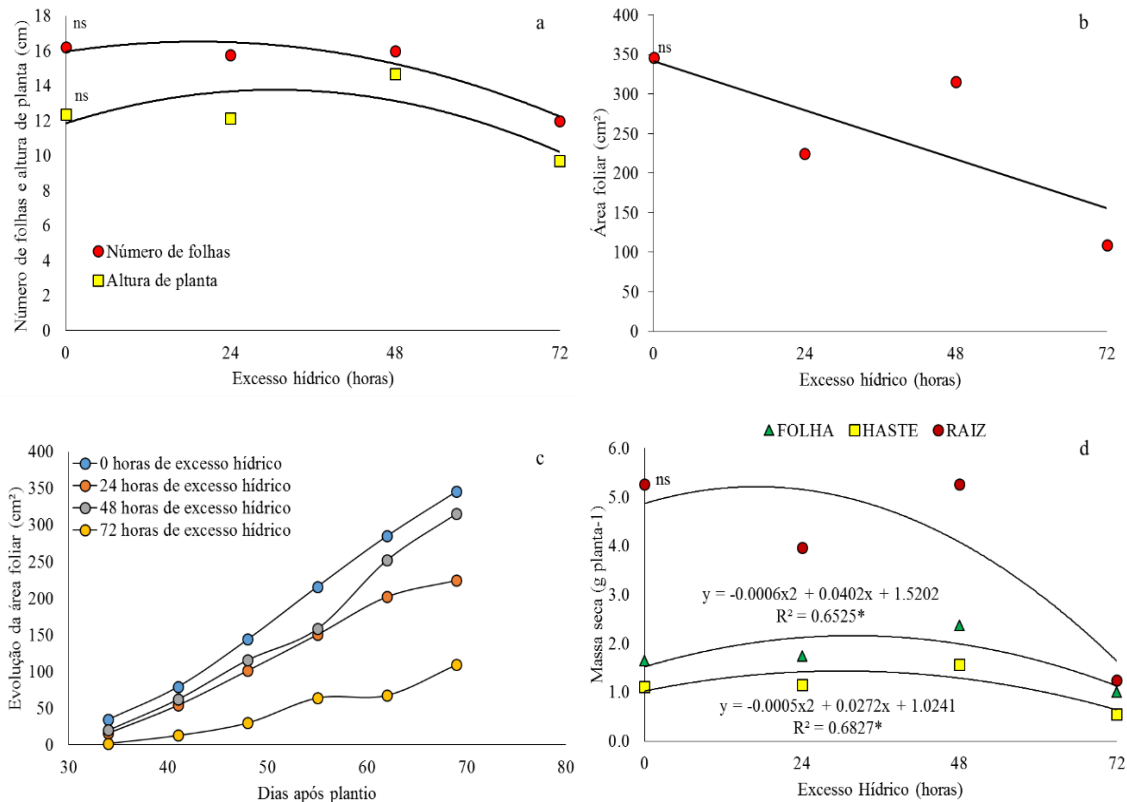 a
Número de folhas e altura de planta (cm)
18
16
14
12
10
8
6
4
2
0
ns
ns
Número de folhas
Altura de planta
0
24
48
72
Excesso hídrico (horas)
b
Área foliar (cm²)
400
350
300
250
200
150
100
50
0
ns
0
24
48
72
Excesso hídrico (horas)
c
Evolução da área foliar (cm²)
400
350
300
250
200
150
100
50
0
0 horas de excesso hídrico
24 horas de excesso hídrico
48 horas de excesso hídrico
72 horas de excesso hídrico
30
40
50
60
70
80
Dias após plantio
FOLHA
HASTE
RAIZ
d
Massa seca (g planta-1)
6.0
5.0
4.0
3.0
2.0
1.0
0.0
ns
y = -0.0006x2 + 0.0402x + 1.5202
R² = 0.6525*
y = -0.0005x2 + 0.0272x + 1.0241
R² = 0.6827*
0
24
48
72
Excesso Hídrico (horas)